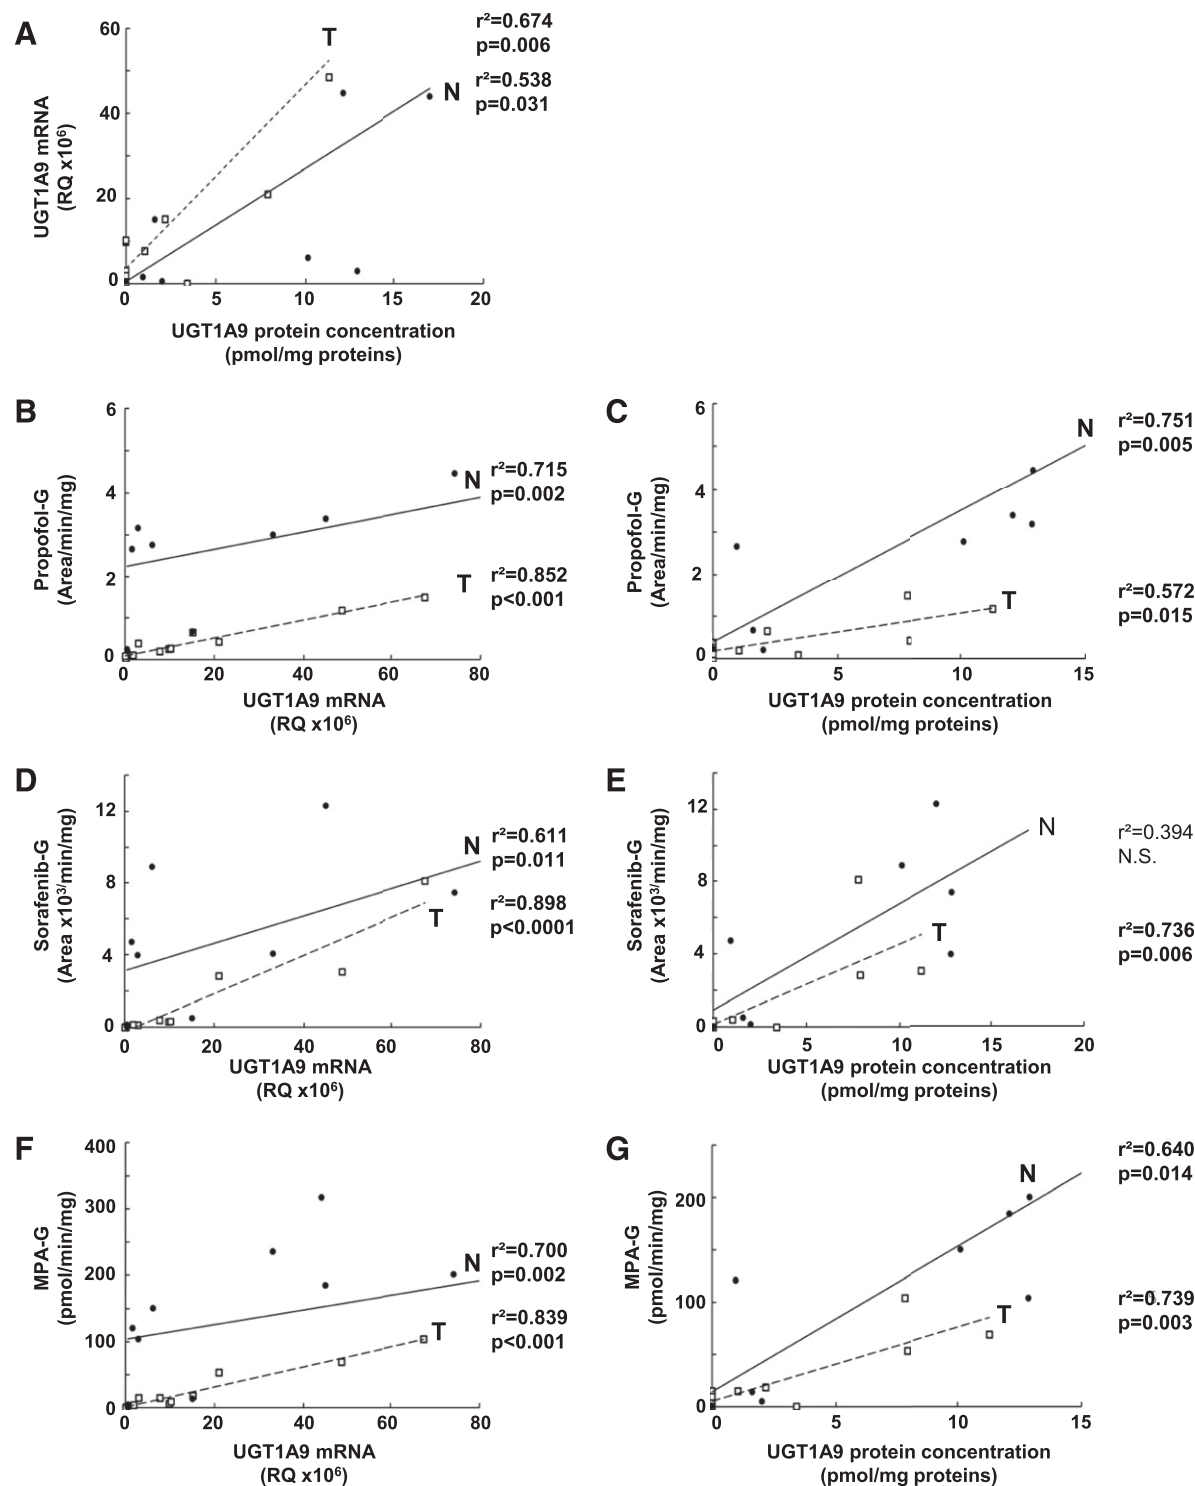 A
60
40
20
0
0 5 10 15 20
UGT1A9 mRNA
(RQ x10⁶)
UGT1A9 protein concentration
(pmol/mg proteins)
T
N
r²=0.674
p=0.006
r²=0.538
p=0.031
B
6
4
2
0
0 20 40 60 80
Propofol-G
(Area/min/mg)
UGT1A9 mRNA
(RQ x10⁶)
N
T
r²=0.715
p=0.002
r²=0.852
p<0.001
C
6
4
2
0
0 5 10 15
Propofol-G
(Area/min/mg)
UGT1A9 protein concentration
(pmol/mg proteins)
N
T
r²=0.751
p=0.005
r²=0.572
p=0.015
D
12
8
4
0
0 20 40 60 80
Sorafenib-G
(Area x10³/min/mg)
UGT1A9 mRNA
(RQ x10⁶)
N
T
r²=0.611
p=0.011
r²=0.898
p<0.0001
E
12
8
4
0
0 5 10 15 20
Sorafenib-G
(Area x10³/min/mg)
UGT1A9 protein concentration
(pmol/mg proteins)
N
T
r²=0.394
N.S.
r²=0.736
p=0.006
F
400
300
200
100
0
0 20 40 60 80
MPA-G
(pmol/min/mg)
UGT1A9 mRNA
(RQ x10⁶)
N
T
r²=0.700
p=0.002
r²=0.839
p<0.001
G
200
100
0
0 5 10 15
MPA-G
(pmol/min/mg)
UGT1A9 protein concentration
(pmol/mg proteins)
N
T
r²=0.640
p=0.014
r²=0.739
p=0.003